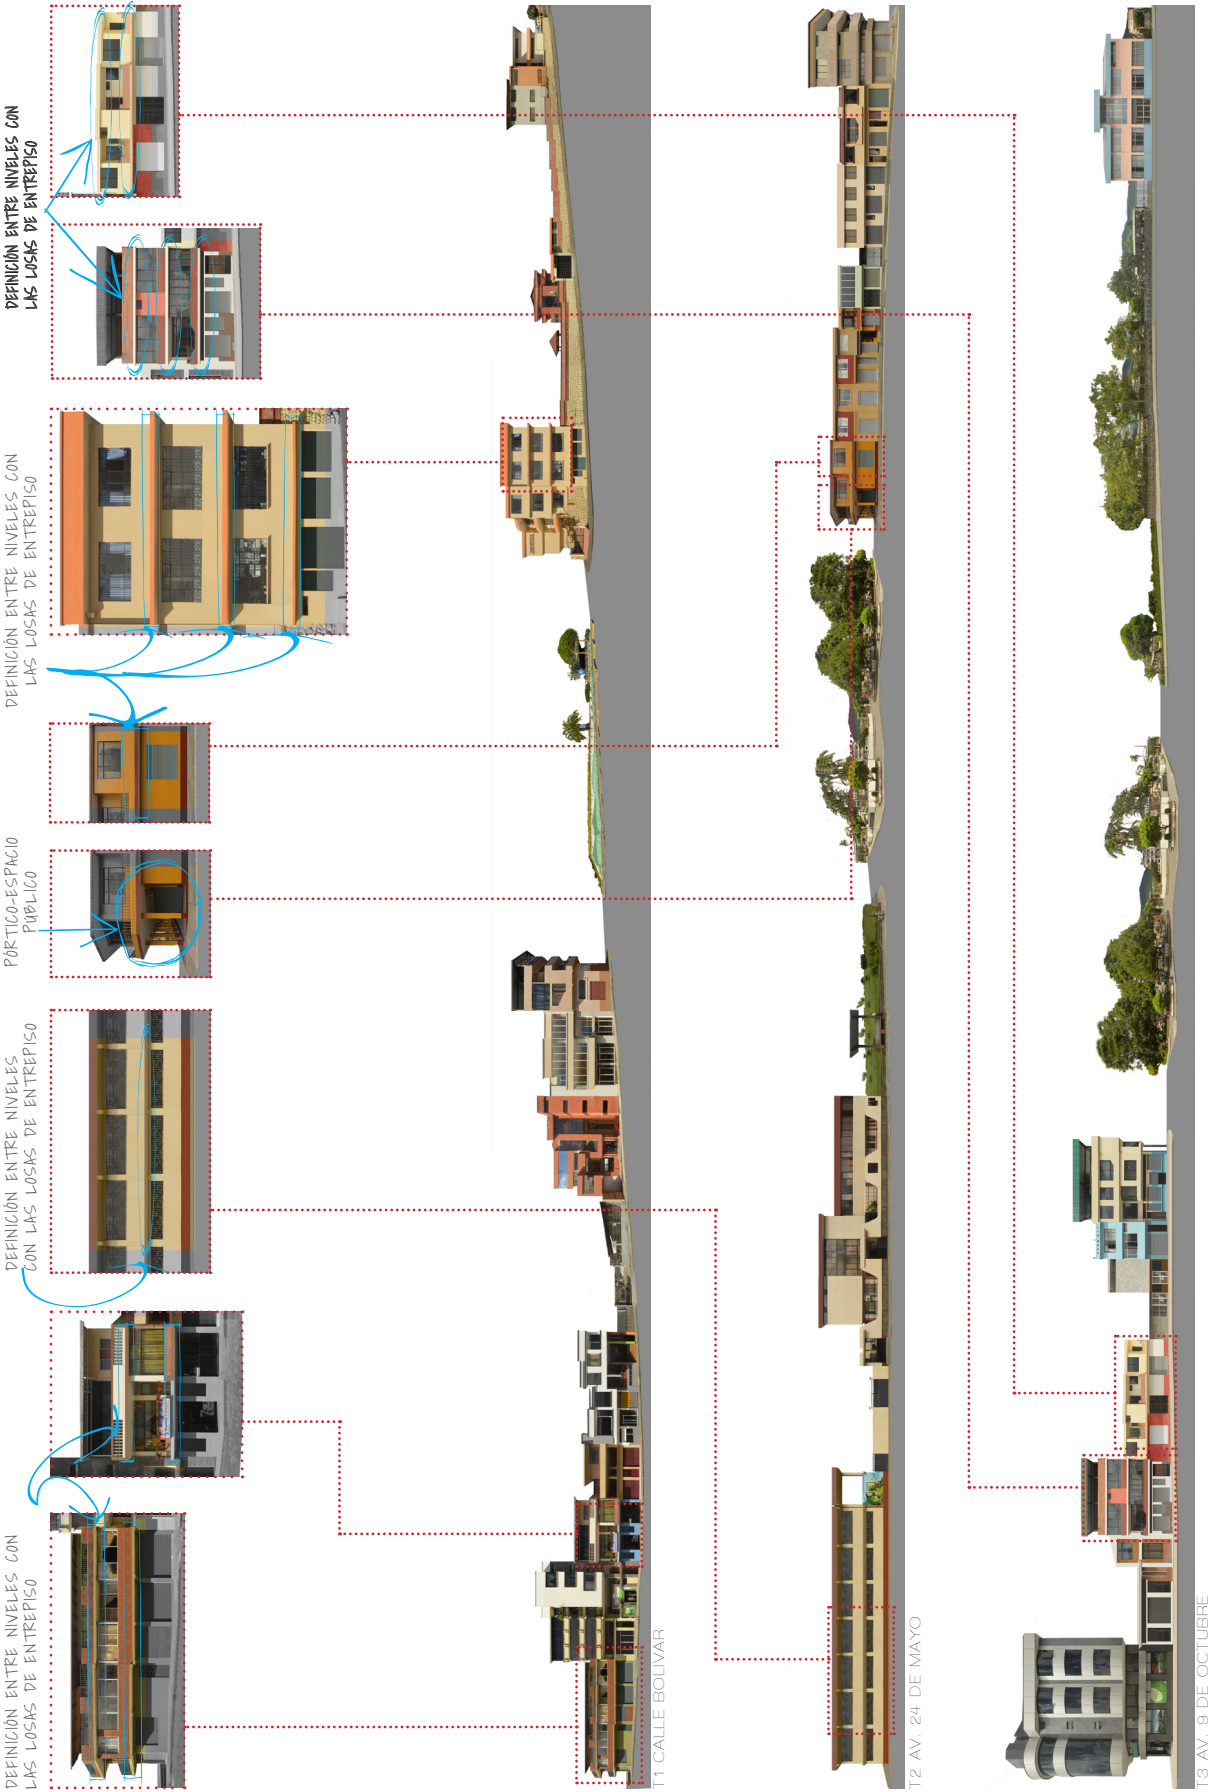 DEFINICIÓN ENTRE NIVELES CON
LAS LOSAS DE ENTREPISO
DEFINICIÓN ENTRE NIVELES
CON LAS LOSAS DE ENTREPISO
PÓRTICO-ESPACIO
PÚBLICO
DEFINICIÓN ENTRE NIVELES CON
LAS LOSAS DE ENTREPISO
DEFINICIÓN ENTRE NIVELES CON
LAS LOSAS DE ENTREPISO
T1 CALLE BOLIVAR
T2 AV. 24 DE MAYO
T3 AV. 9 DE OCTUBRE